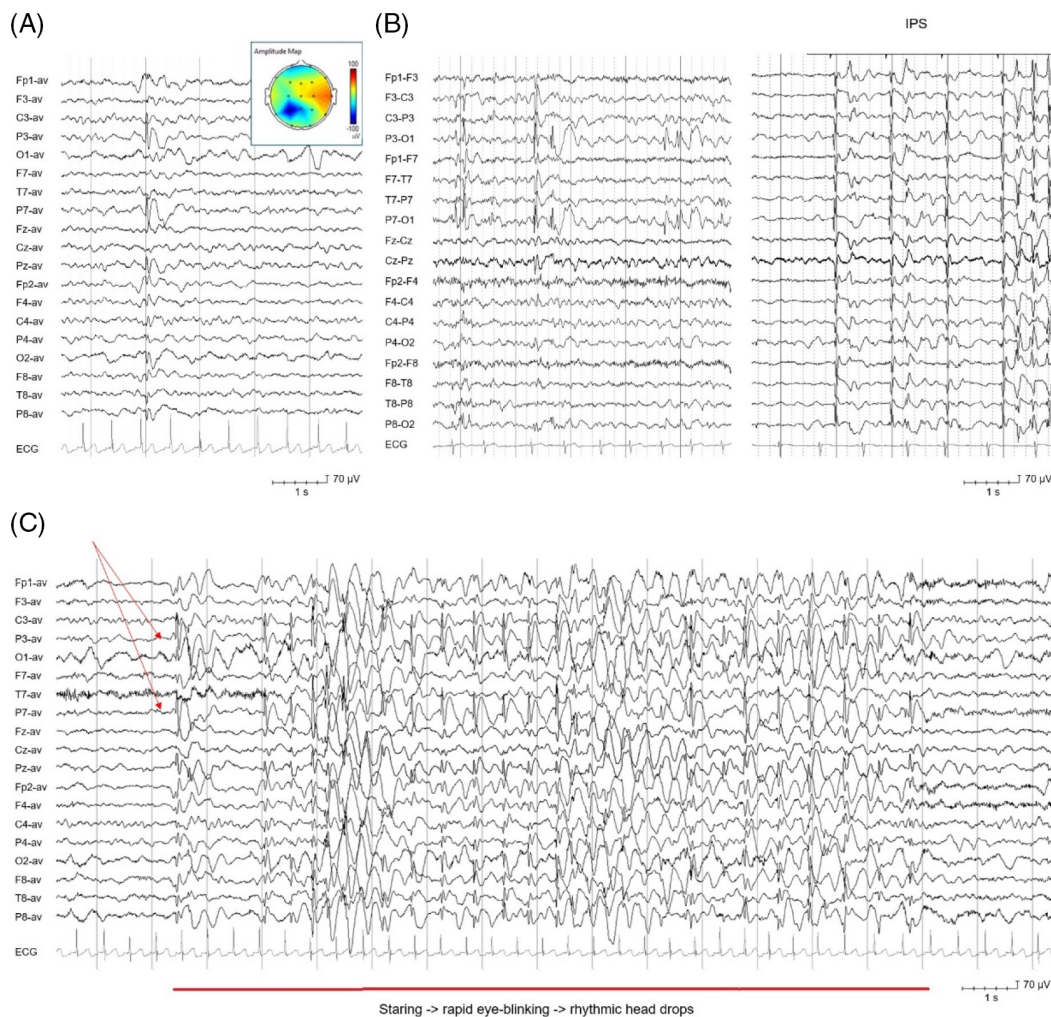 (A)
Amplitude Map
100
-100
uV
Fp1-av
F3-av
C3-av
P3-av
O1-av
F7-av
T7-av
P7-av
Fz-av
Cz-av
Pz-av
Fp2-av
F4-av
C4-av
P4-av
O2-av
F8-av
T8-av
P8-av
ECG
70 µV
1 s
(B)
IPS
Fp1-F3
F3-C3
C3-P3
P3-O1
Fp1-F7
F7-T7
T7-P7
P7-O1
Fz-Cz
Cz-Pz
Fp2-F4
F4-C4
C4-P4
P4-O2
Fp2-F8
F8-T8
T8-P8
P8-O2
ECG
70 µV
1 s
(C)
Fp1-av
F3-av
C3-av
P3-av
O1-av
F7-av
T7-av
P7-av
Fz-av
Cz-av
Pz-av
Fp2-av
F4-av
C4-av
P4-av
O2-av
F8-av
T8-av
P8-av
ECG
70 µV
1 s
Staring -> rapid eye-blinking -> rhythmic head drops